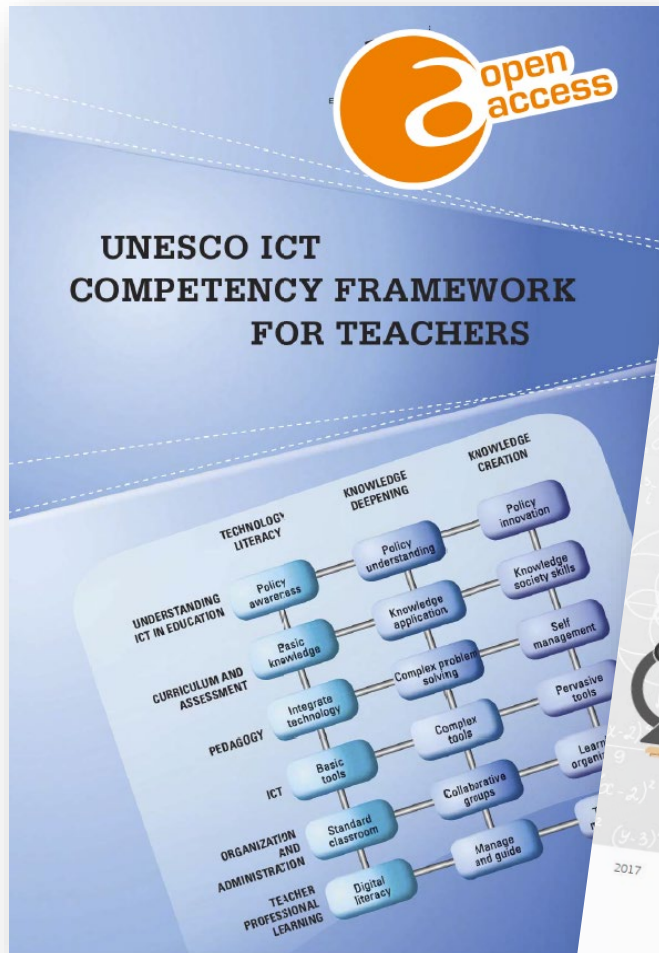 open
access
UNESCO ICT
COMPETENCY FRAMEWORK
FOR TEACHERS
TECHNOLOGY
LITERACY
KNOWLEDGE
DEEPENING
KNOWLEDGE
CREATION
UNDERSTANDING
ICT IN EDUCATION
Policy
awareness
Policy
understanding
Policy
innovation
CURRICULUM AND
ASSESSMENT
Basic
knowledge
Knowledge
application
Knowledge
society skills
PEDAGOGY
Integrate
technology
Complex problem
solving
Self
management
ICT
Basic
tools
Complex
tools
Pervasive
tools
ORGANIZATION
AND
ADMINISTRATION
Standard
classroom
Collaborative
groups
TEACHER
PROFESSIONAL
LEARNING
Digital
literacy
Manage
and guide
2017